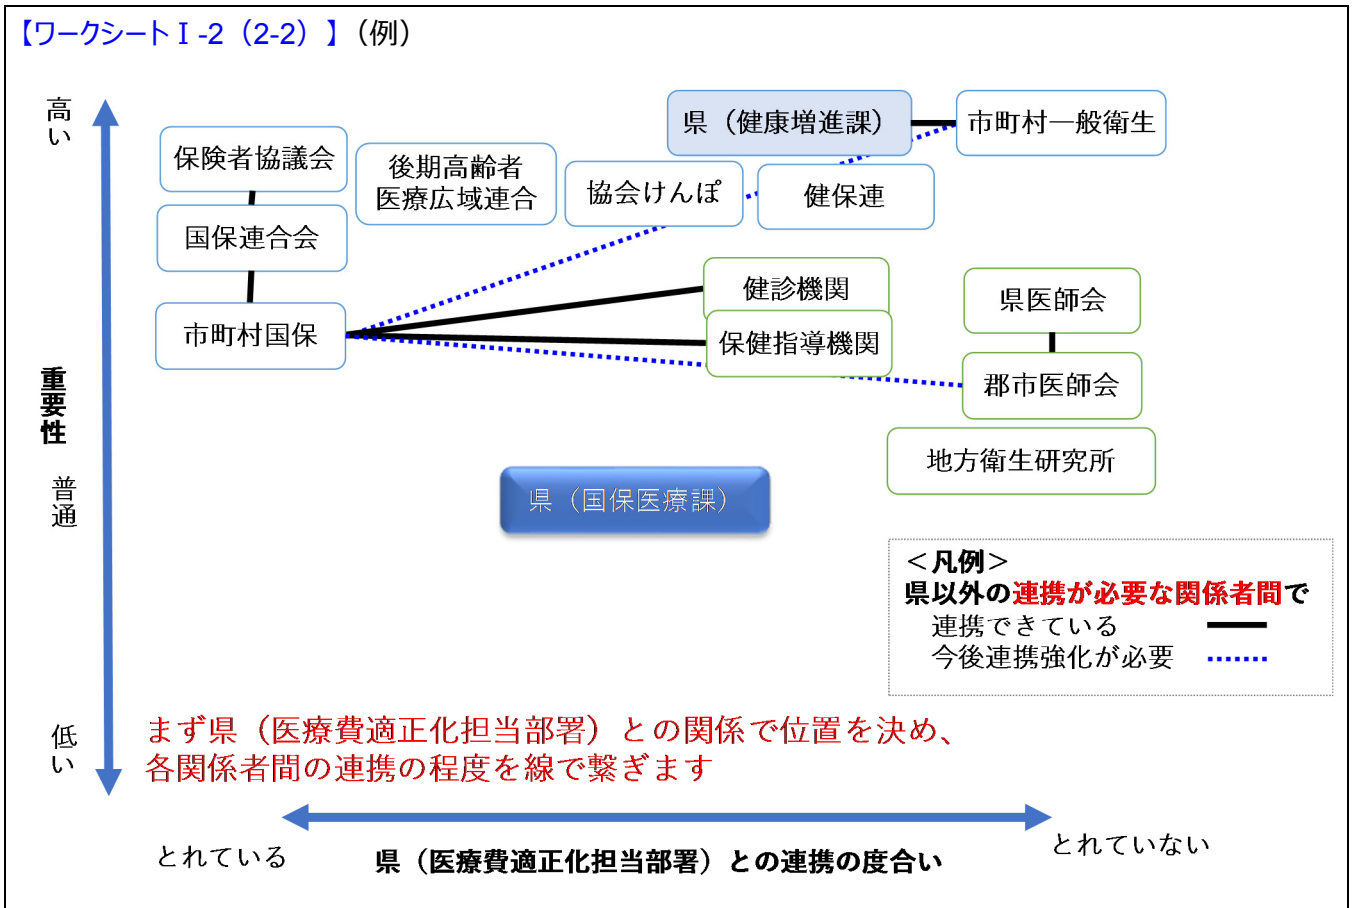 【ワークシートⅠ-2（2-2）】（例）
高い
県（健康増進課）
市町村一般衛生
保険者協議会
後期高齢者
医療広域連合
協会けんぽ
健保連
国保連合会
健診機関
県医師会
市町村国保
保健指導機関
郡市医師会
重要性
地方衛生研究所
普通
県（国保医療課）
＜凡例＞
県以外の連携が必要な関係者間で
連携できている
今後連携強化が必要
低い
まず県（医療費適正化担当部署）との関係で位置を決め、
各関係者間の連携の程度を線で繋ぎます
とれている
県（医療費適正化担当部署）との連携の度合い
とれていない